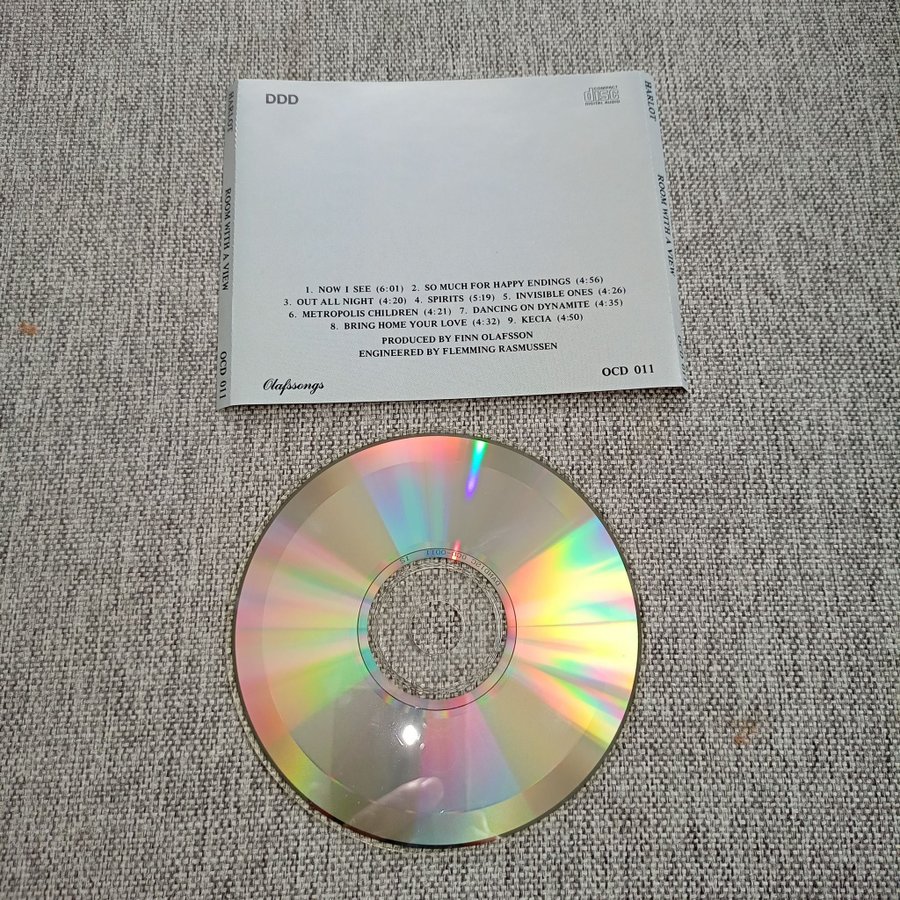 DDD
COMPACT
disc
DIGITAL AUDIO
HARLOT ROOM WITH A VIEW OCD 011
HARLOT ROOM WITH A VIEW
1. NOW I SEE (6:01) 2. SO MUCH FOR HAPPY ENDINGS (4:56)
3. OUT ALL NIGHT (4:20) 4. SPIRITS (5:19) 5. INVISIBLE ONES (4:26)
6. METROPOLIS CHILDREN (4:21) 7. DANCING ON DYNAMITE (4:35)
8. BRING HOME YOUR LOVE (4:32) 9. KECIA (4:50)
PRODUCED BY FINN OLAFSSON
ENGINEERED BY FLEMMING RASMUSSEN
Olafssongs
OCD 011